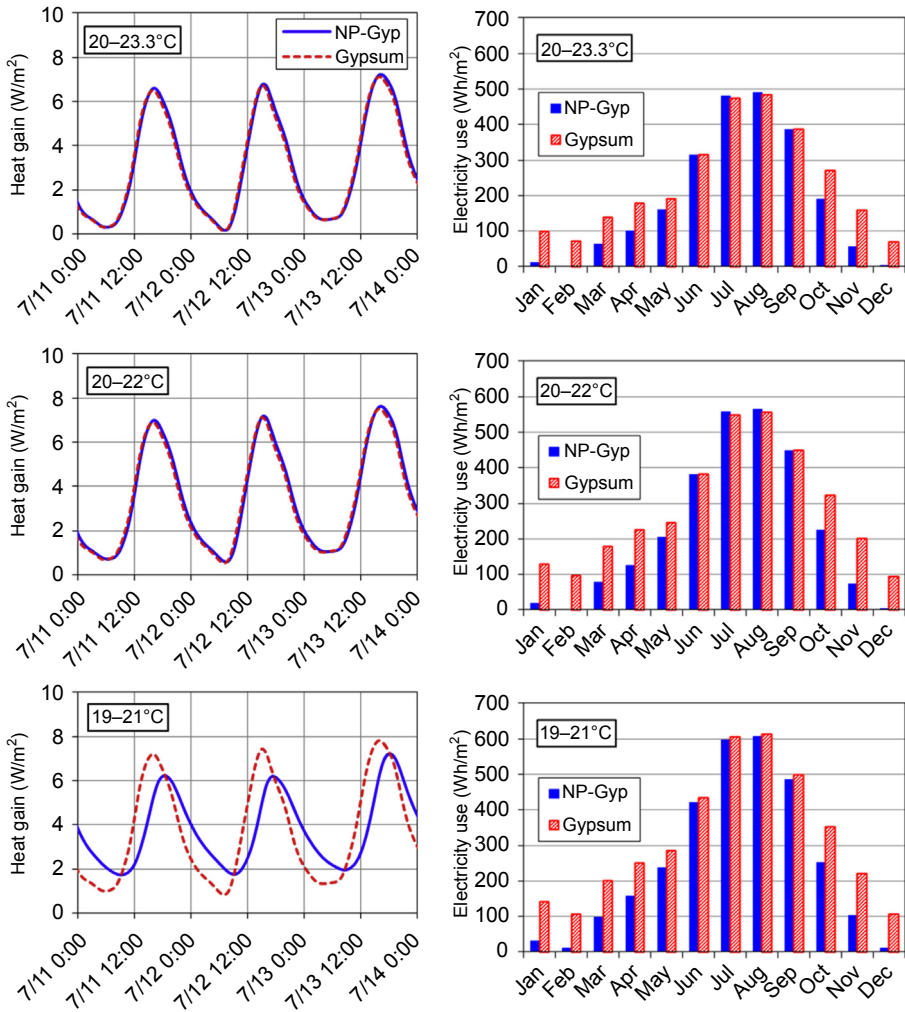 20–23.3°C
NP-Gyp
Gypsum
Heat gain (W/m²)
10
8
6
4
2
0
7/11 0:00
7/11 12:00
7/12 0:00
7/12 12:00
7/13 0:00
7/13 12:00
7/14 0:00
20–23.3°C
NP-Gyp
Gypsum
Electricity use (Wh/m²)
700
600
500
400
300
200
100
0
Jan
Feb
Mar
Apr
May
Jun
Jul
Aug
Sep
Oct
Nov
Dec
20–22°C
Heat gain (W/m²)
10
8
6
4
2
0
7/11 0:00
7/11 12:00
7/12 0:00
7/12 12:00
7/13 0:00
7/13 12:00
7/14 0:00
20–22°C
NP-Gyp
Gypsum
Electricity use (Wh/m²)
700
600
500
400
300
200
100
0
Jan
Feb
Mar
Apr
May
Jun
Jul
Aug
Sep
Oct
Nov
Dec
19–21°C
Heat gain (W/m²)
10
8
6
4
2
0
7/11 0:00
7/11 12:00
7/12 0:00
7/12 12:00
7/13 0:00
7/13 12:00
7/14 0:00
19–21°C
NP-Gyp
Gypsum
Electricity use (Wh/m²)
700
600
500
400
300
200
100
0
Jan
Feb
Mar
Apr
May
Jun
Jul
Aug
Sep
Oct
Nov
Dec